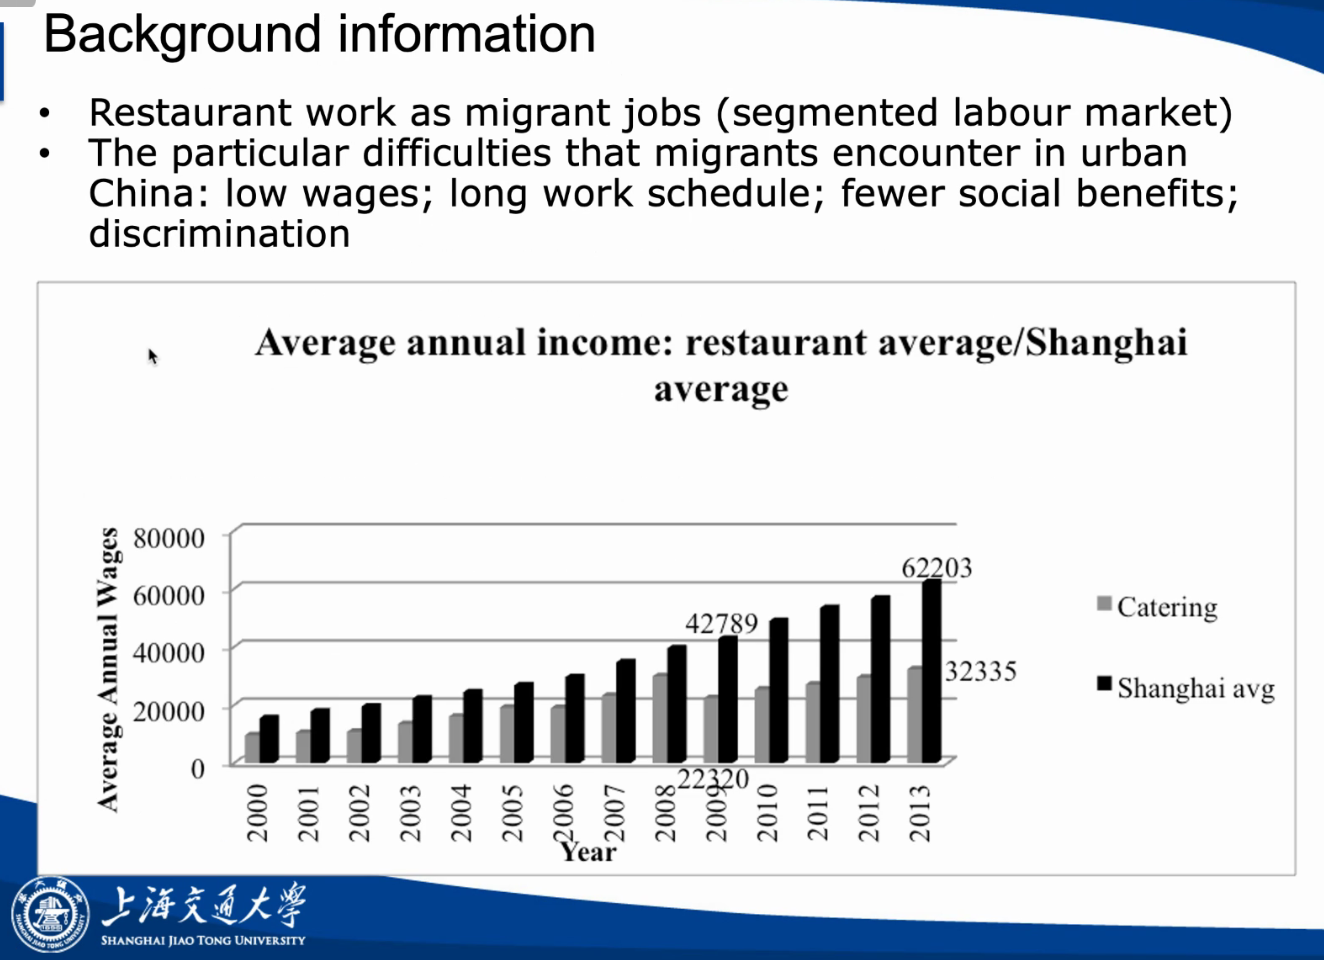 Background information
• Restaurant work as migrant jobs (segmented labour market)
• The particular difficulties that migrants encounter in urban
China: low wages; long work schedule; fewer social benefits;
discrimination
Average annual income: restaurant average/Shanghai
average
Average Annual Wages
80000
60000
40000
20000
0
42789
62203
32335
22320
2000
2001
2002
2003
2004
2005
2006
2007
2008
2009
2010
2011
2012
2013
Year
Catering
Shanghai avg
上海交通大学
SHANGHAI JIAO TONG UNIVERSITY